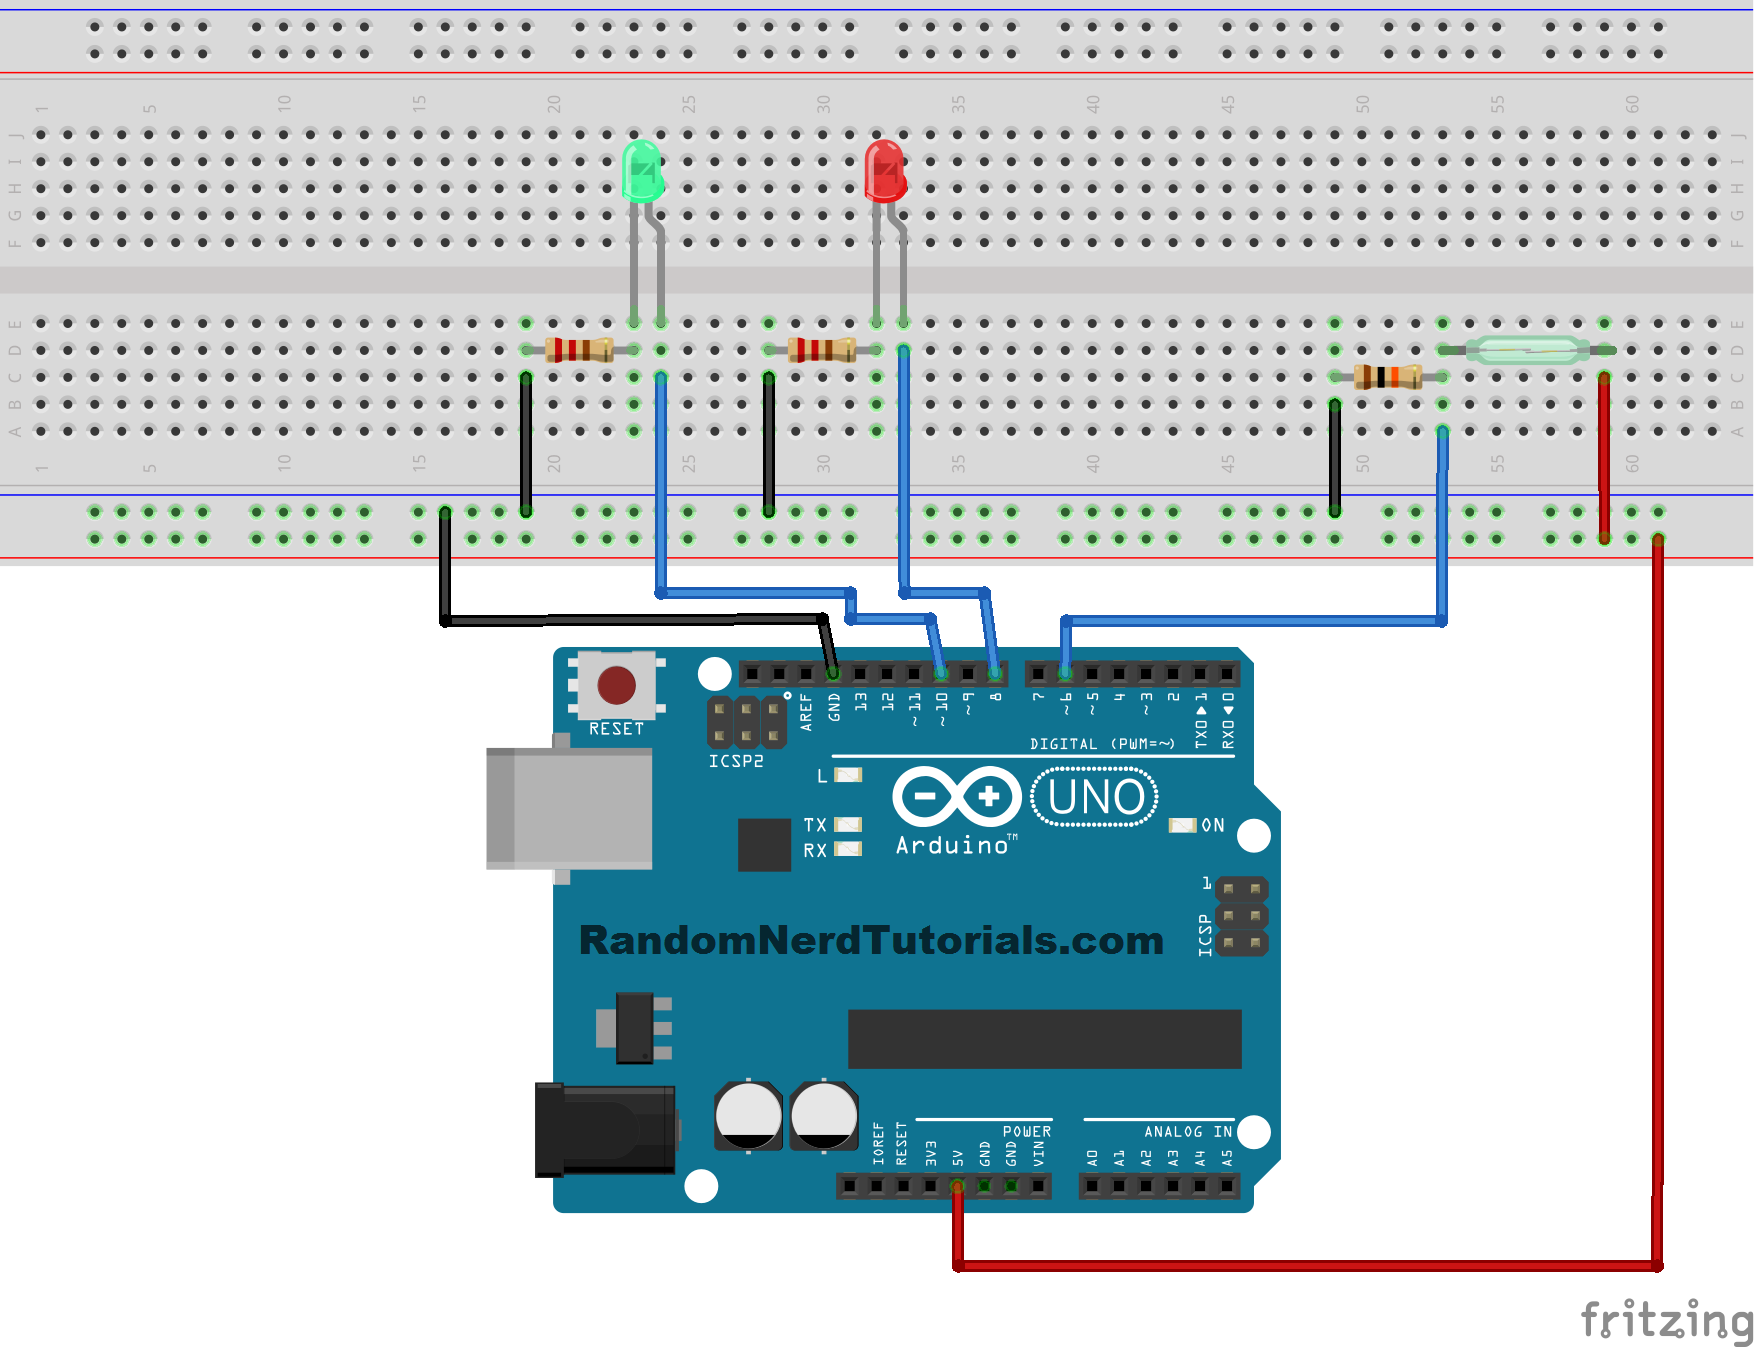 1 5 10 15 20 25 30 35 40 45 50 55 60
J J
I I
H H
G G
F F
E E
D D
C C
B B
A A
1 5 10 15 20 25 30 35 40 45 50 55 60
RESET
AREF GND 13 12 ~11 ~10 ~9 8 7 ~6 ~5 4 ~3 2 TX0▶1 RX0◀0
ICSP2
DIGITAL (PWM=~)
L
UNO
TX
RX
Arduino™
ON
1
ICSP
RandomNerdTutorials.com
POWER
ANALOG IN
IOREF RESET 3V3 5V GND GND VIN A0 A1 A2 A3 A4 A5
fritzing